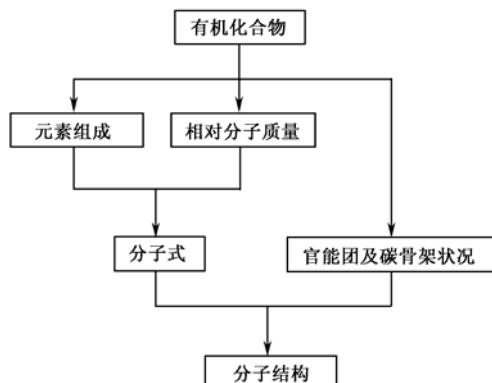 有机化合物
元素组成
相对分子质量
分子式
官能团及碳骨架状况
分子结构